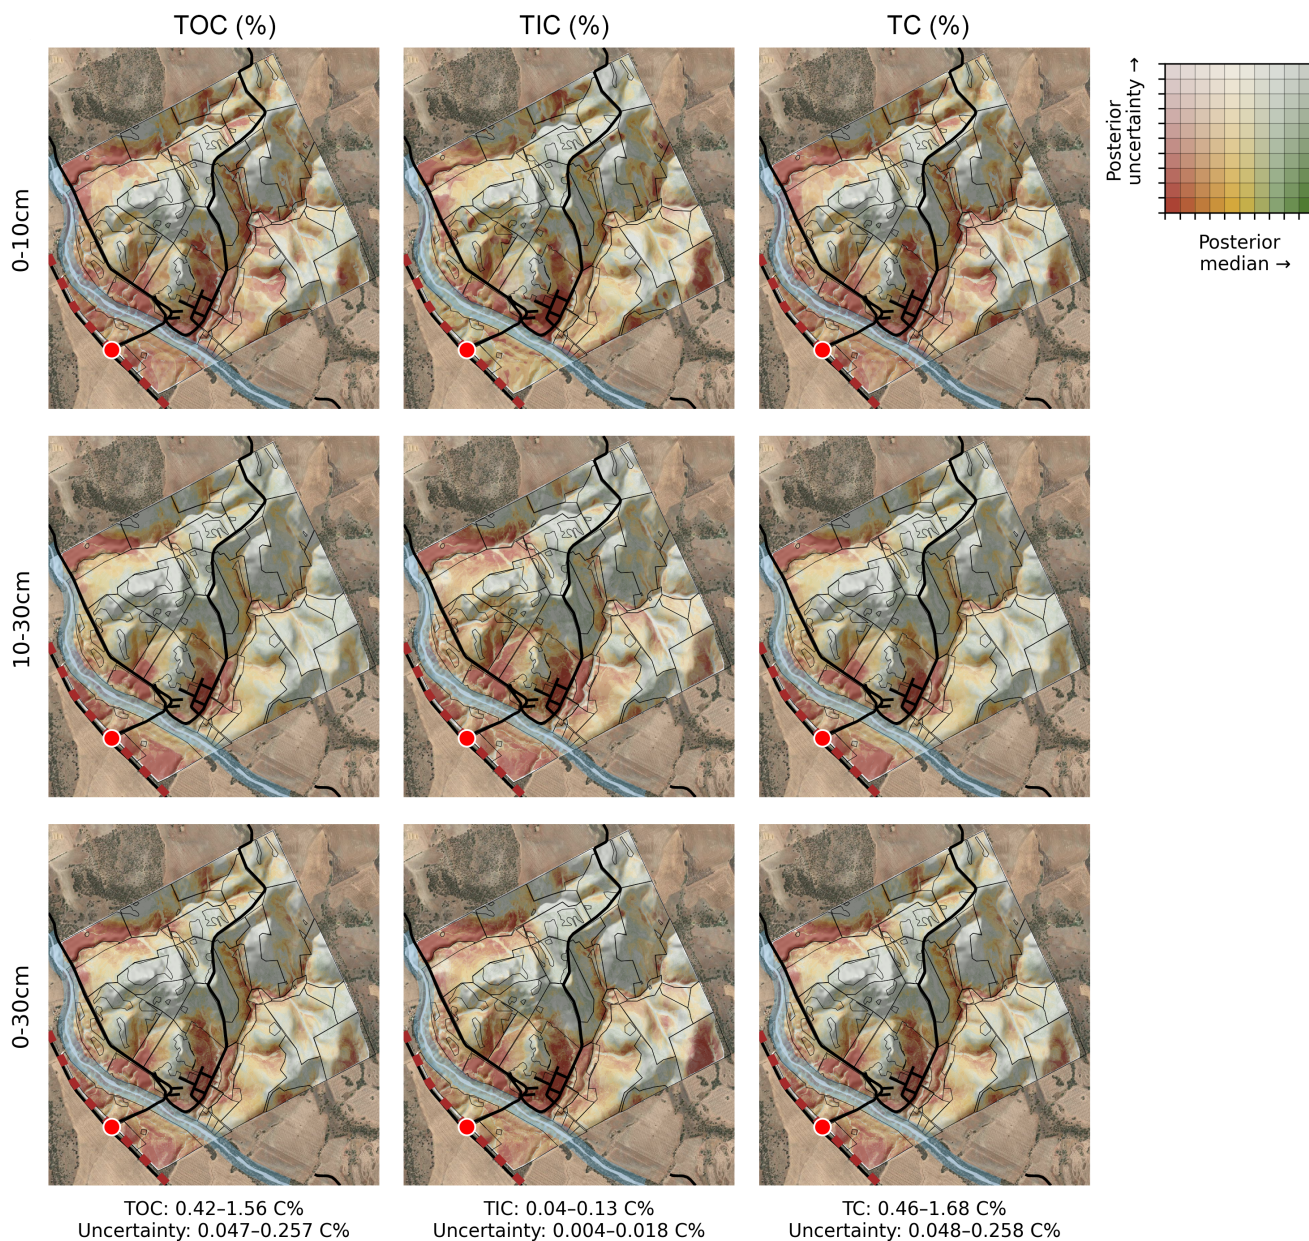 TOC (%)
TIC (%)
TC (%)
Posterior
uncertainty →
Posterior
median →
0-10cm
10-30cm
0-30cm
TOC: 0.42–1.56 C%
Uncertainty: 0.047–0.257 C%
TIC: 0.04–0.13 C%
Uncertainty: 0.004–0.018 C%
TC: 0.46–1.68 C%
Uncertainty: 0.048–0.258 C%